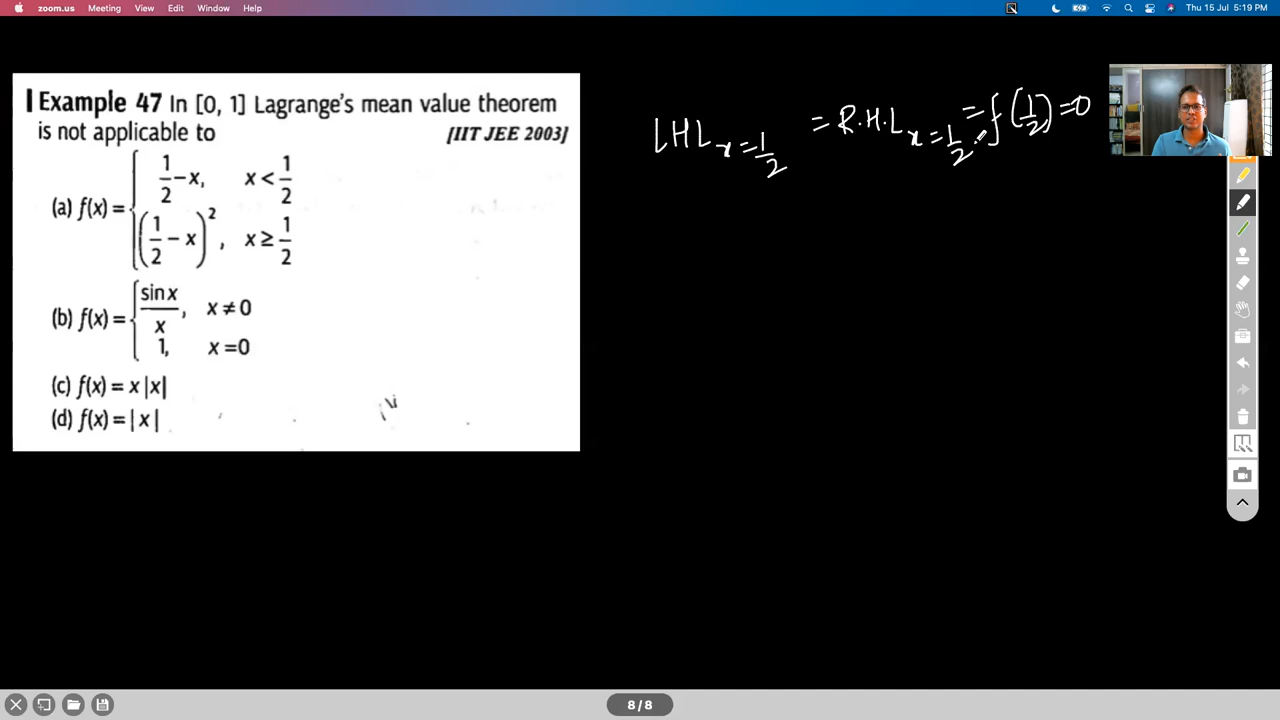 zoom.us Meeting View Edit Window Help Thu 15 Jul 5:19 PM
Example 47 In [0, 1] Lagrange's mean value theorem
is not applicable to [IIT JEE 2003]
(a) f(x) = { 1/2 − x, x < 1/2
(1/2 − x)², x ≥ 1/2
(b) f(x) = { sin x/x, x ≠ 0
1, x = 0
(c) f(x) = x |x|
(d) f(x) = | x |
LHL x=1/2 = R.H.L x=1/2 = f(1/2) = 0
8 / 8